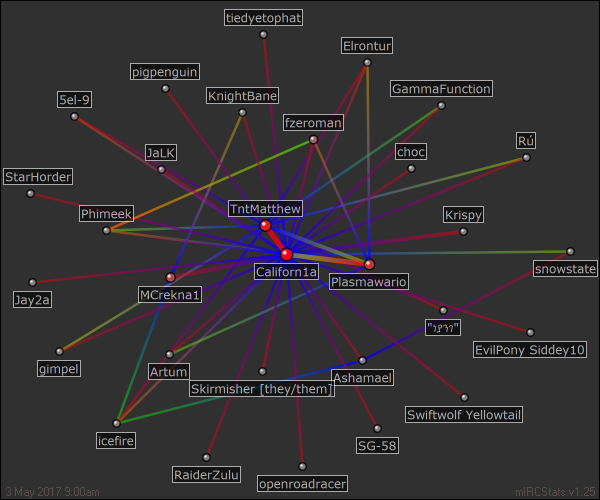 tiedyetophat
Elrontur
pigpenguin
GammaFunction
KnightBane
5el-9
fzeroman
Rú
JaLK
choc
StarHorder
Phimeek
TntMatthew
Krispy
Californ1a
snowstate
Plasmawario
MCrekna1
Jay2a
EvilPony Siddey10
gimpel
Artum
Ashamael
Skirmisher [they/them]
Swiftwolf Yellowtail
icefire
SG-58
RaiderZulu
openroadracer
3 May 2017 9:00am
mIRCStats v1.25